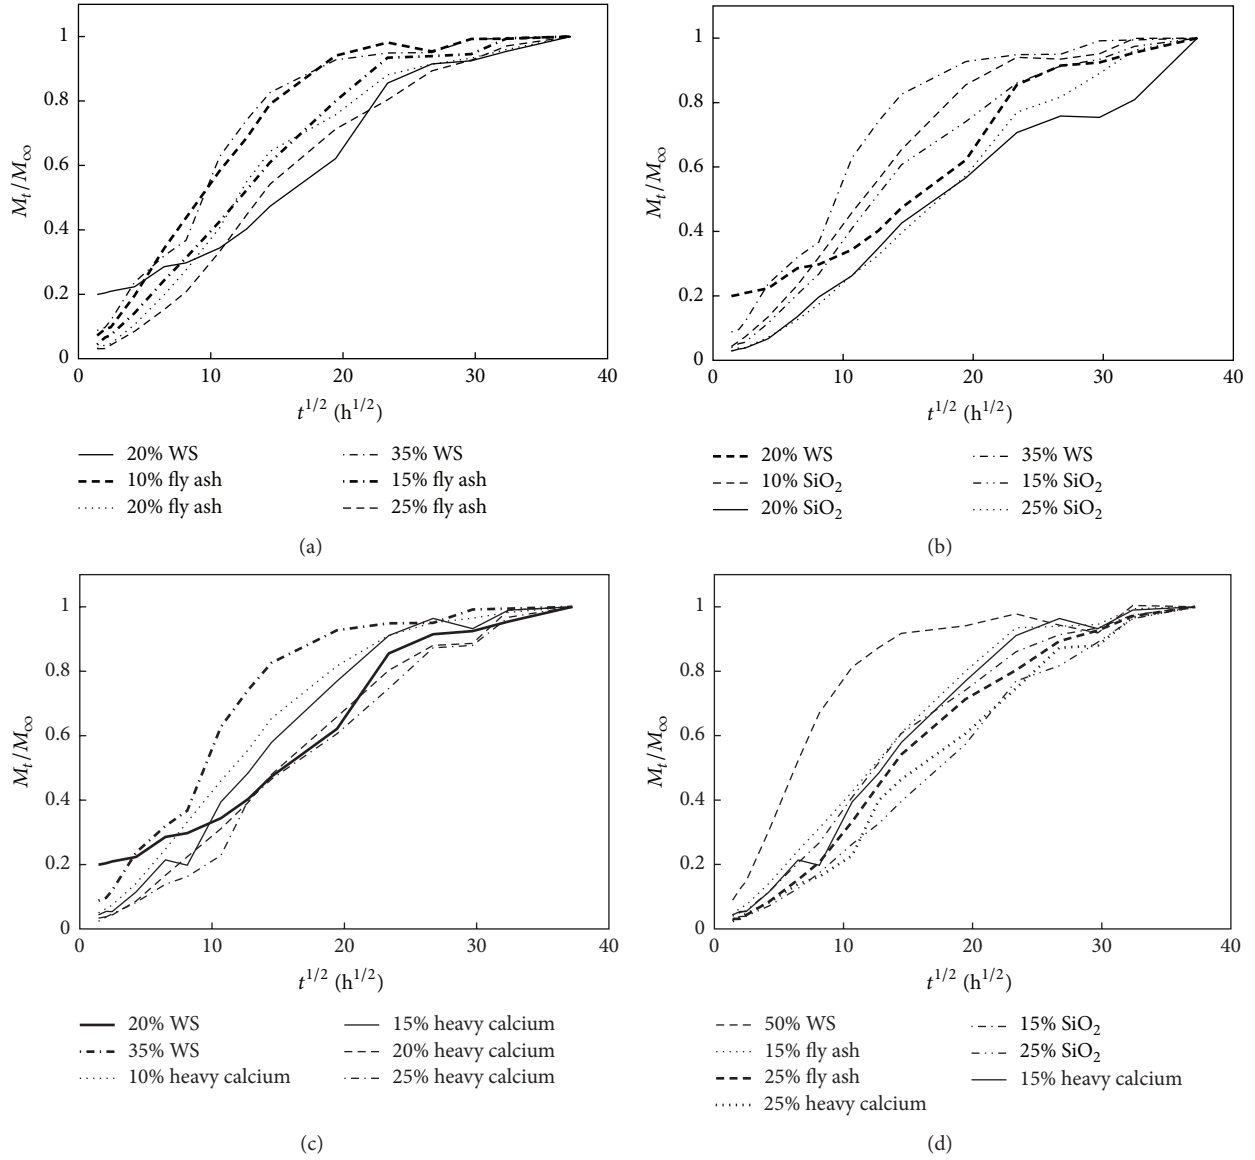 1
0.8
0.6
0.4
0.2
0
M_t/M_∞
0 10 20 30 40
t^{1/2} (h^{1/2})
20% WS
10% fly ash
20% fly ash
35% WS
15% fly ash
25% fly ash
(a)
1
0.8
0.6
0.4
0.2
0
M_t/M_∞
0 10 20 30 40
t^{1/2} (h^{1/2})
20% WS
10% SiO₂
20% SiO₂
35% WS
15% SiO₂
25% SiO₂
(b)
1
0.8
0.6
0.4
0.2
0
M_t/M_∞
0 10 20 30 40
t^{1/2} (h^{1/2})
20% WS
35% WS
10% heavy calcium
15% heavy calcium
20% heavy calcium
25% heavy calcium
(c)
1
0.8
0.6
0.4
0.2
0
M_t/M_∞
0 10 20 30 40
t^{1/2} (h^{1/2})
50% WS
15% fly ash
25% fly ash
25% heavy calcium
15% SiO₂
25% SiO₂
15% heavy calcium
(d)